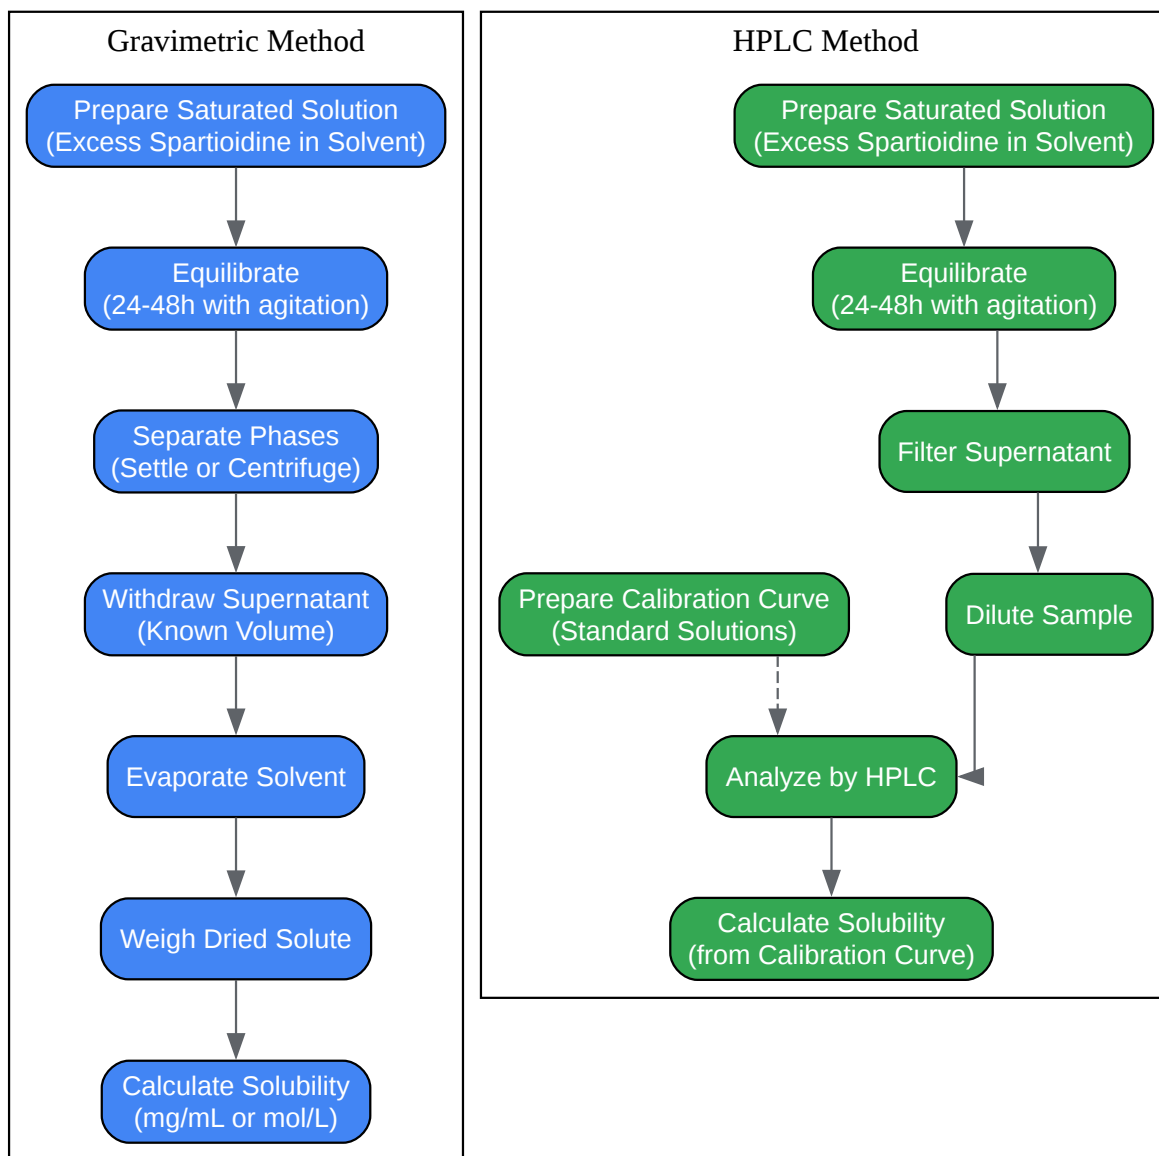 Gravimetric Method
Prepare Saturated Solution
(Excess Spartioidine in Solvent)
Equilibrate
(24-48h with agitation)
Separate Phases
(Settle or Centrifuge)
Withdraw Supernatant
(Known Volume)
Evaporate Solvent
Weigh Dried Solute
Calculate Solubility
(mg/mL or mol/L)
HPLC Method
Prepare Saturated Solution
(Excess Spartioidine in Solvent)
Equilibrate
(24-48h with agitation)
Filter Supernatant
Prepare Calibration Curve
(Standard Solutions)
Dilute Sample
Analyze by HPLC
Calculate Solubility
(from Calibration Curve)